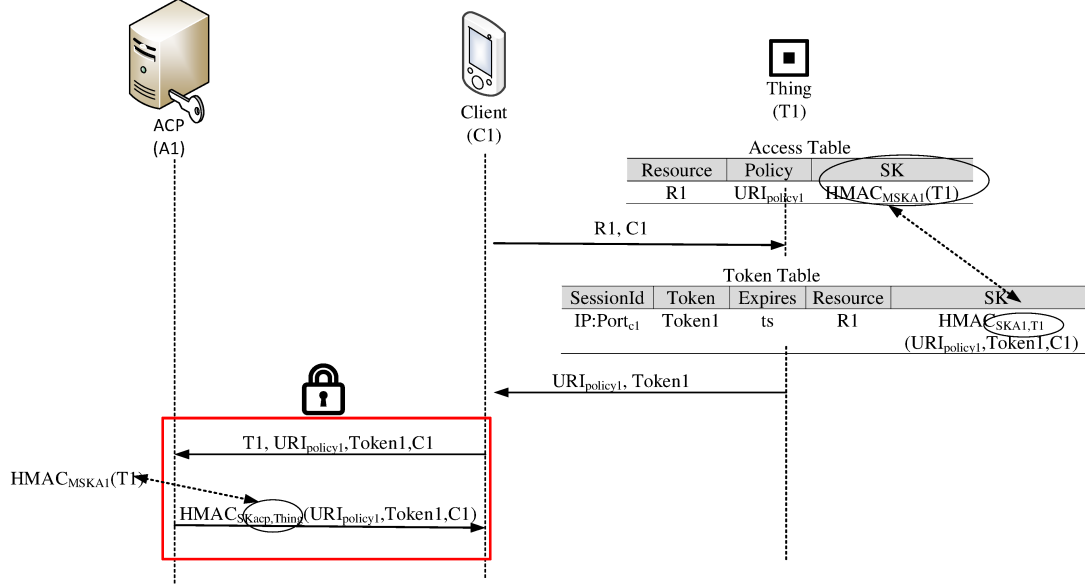 ACP
(A1)
Client
(C1)
Thing
(T1)
Access Table
Resource Policy SK
R1 URIpolicy1 HMACMSKA1(T1)
R1, C1
Token Table
SessionId Token Expires Resource SK
IP:Portc1 Token1 ts R1 HMACSKA1,T1
(URIpolicy1,Token1,C1)
URIpolicy1, Token1
T1, URIpolicy1,Token1,C1
HMACMSKA1(T1)
HMACSKacp,Thing(URIpolicy1,Token1,C1)